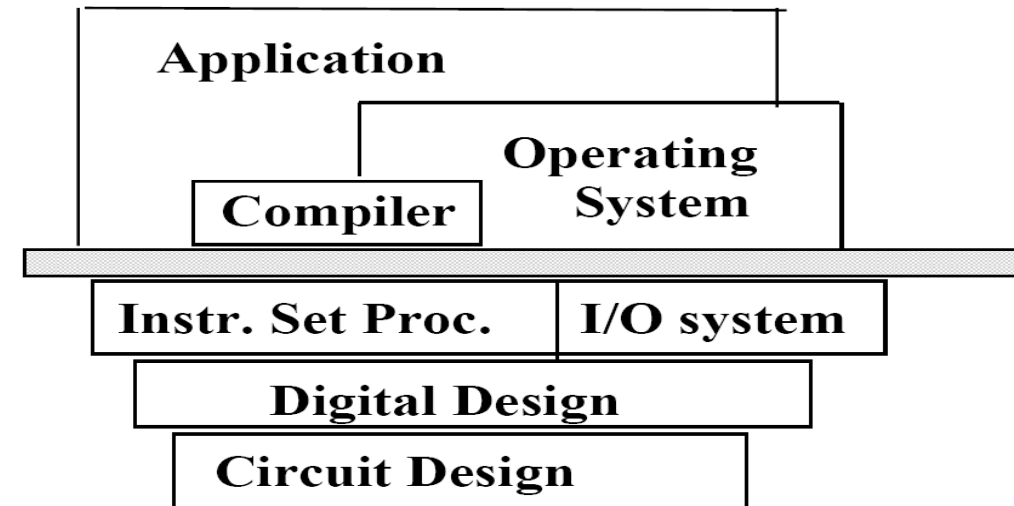 Application
Operating
System
Compiler
Instr. Set Proc.
I/O system
Digital Design
Circuit Design